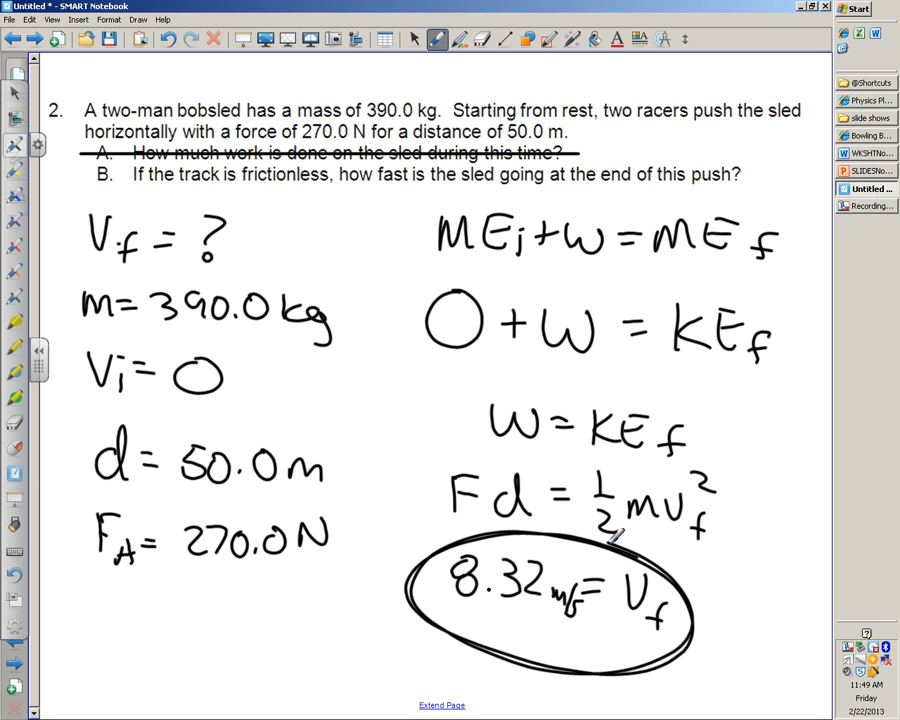 Untitled * - SMART Notebook
File Edit View Insert Format Draw Help
2. A two-man bobsled has a mass of 390.0 kg. Starting from rest, two racers push the sled
horizontally with a force of 270.0 N for a distance of 50.0 m.
A. How much work is done on the sled during this time?
B. If the track is frictionless, how fast is the sled going at the end of this push?
Vf = ?
m = 390.0 kg
Vi = 0
d = 50.0 m
FA = 270.0 N
MEi + W = MEf
0 + W = KEf
W = KEf
Fd = 1/2 mvf²
8.32 m/s = Vf
Extend Page
Start
@Shortcuts
Physics Pl...
slide shows
Bowling B...
WKSHTNo...
SLIDESNo...
Untitled ...
Recording...
11:49 AM
Friday
2/22/2013